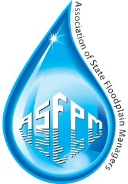 Association of State Floodplain Managers
ASFPM